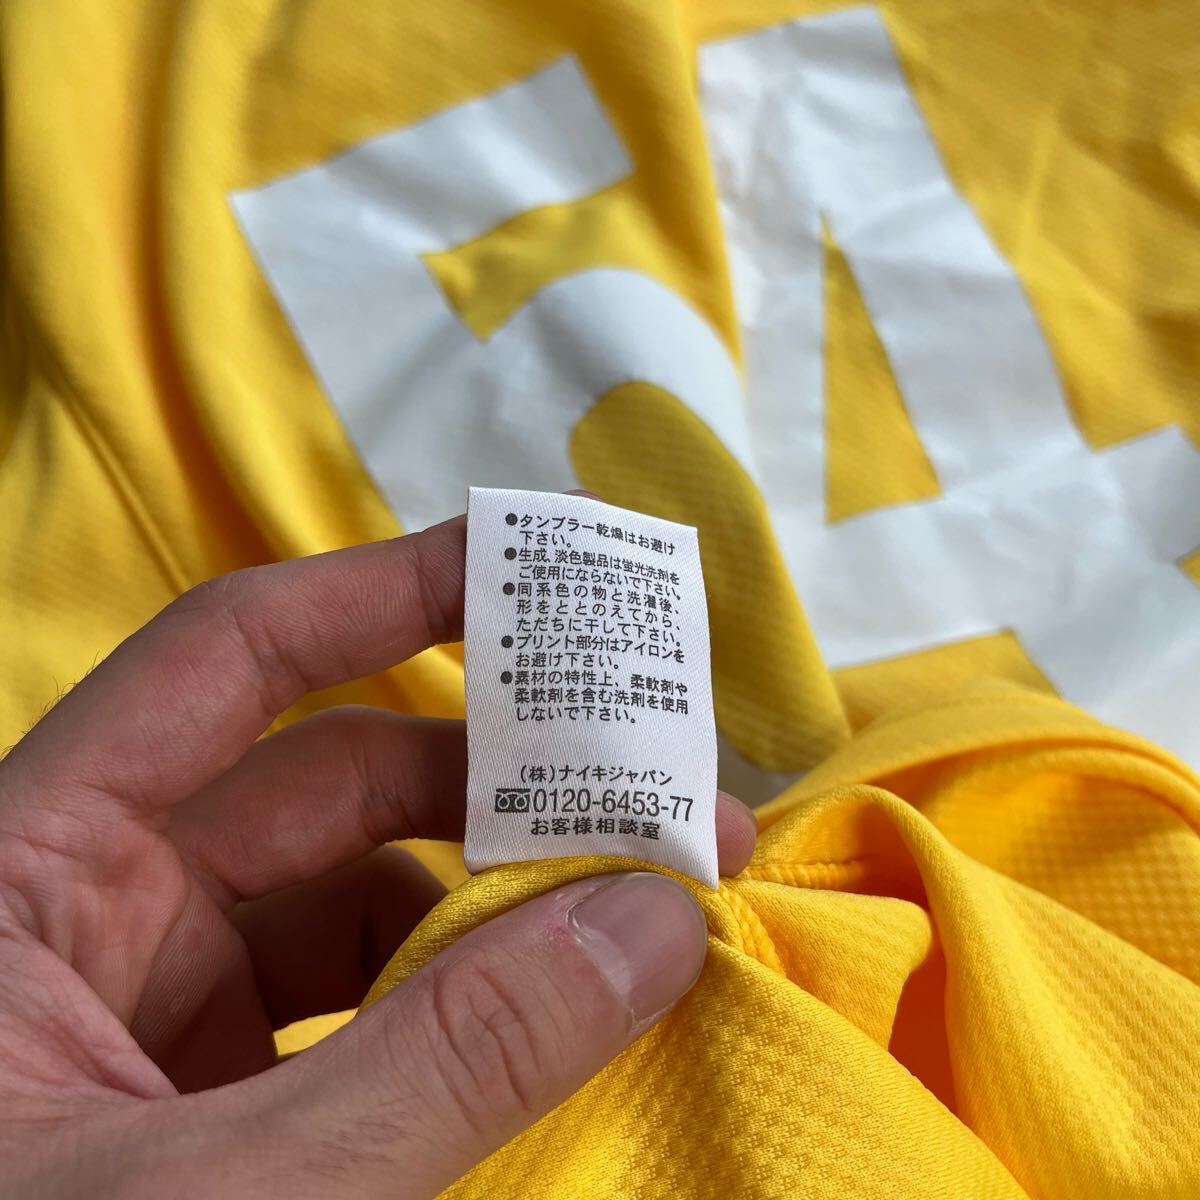 54
●タンブラー乾燥はお避け
下さい。
●生成、淡色製品は蛍光洗剤を
ご使用にならないで下さい。
●同系色の物と洗濯後、
形をととのえてから、
ただちに干して下さい。
●プリント部分はアイロンを
お避け下さい。
●素材の特性上、柔軟剤や
柔軟剤を含む洗剤を使用
しないで下さい。
(株)ナイキジャパン
0120-6453-77
お客様相談室